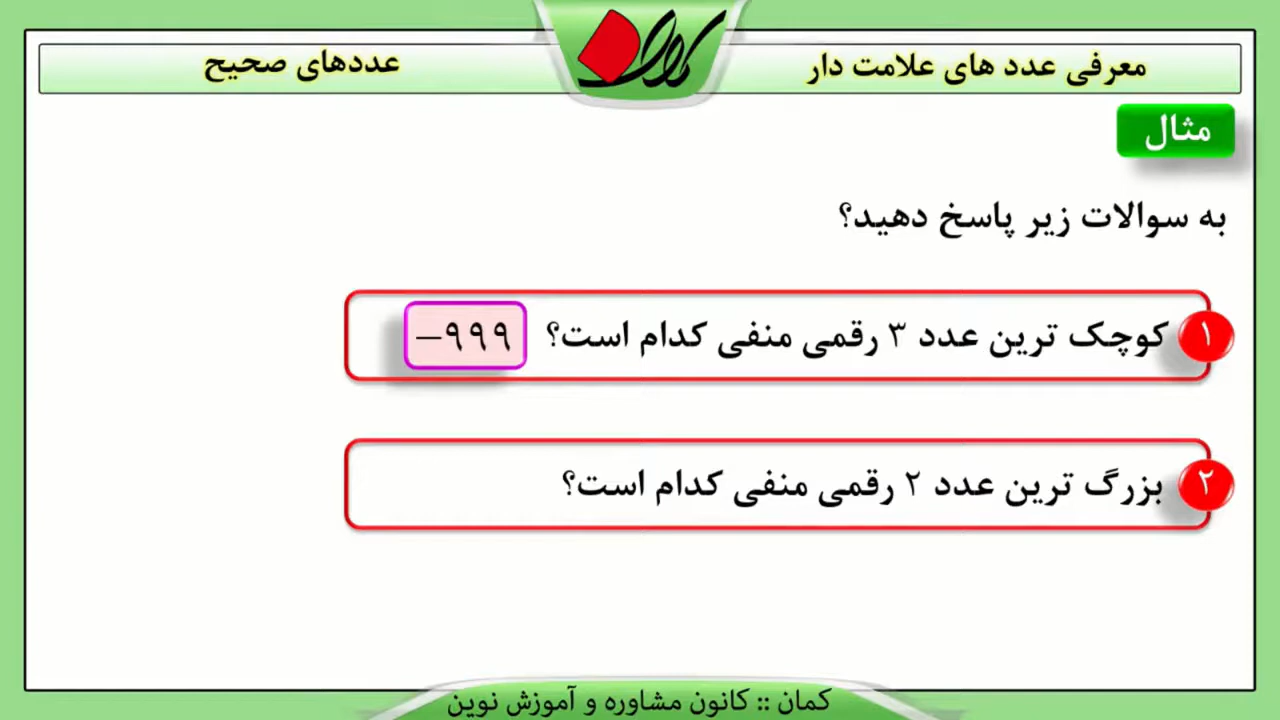 معرفی عدد های علامت دار
عددهای صحیح
مثال
به سوالات زیر پاسخ دهید؟
۱ کوچک ترین عدد ۳ رقمی منفی کدام است؟ −۹۹۹
۲ بزرگ ترین عدد ۲ رقمی منفی کدام است؟
کمان :: کانون مشاوره و آموزش نوین